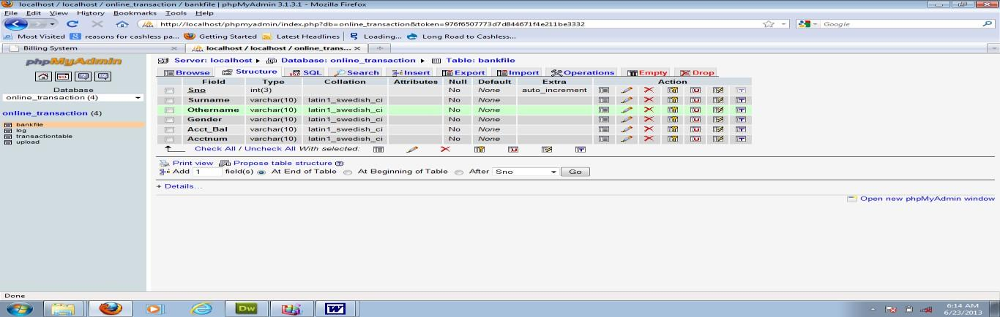 localhost / localhost / online_transaction / bankfile | phpMyAdmin 3.1.3.1 - Mozilla Firefox
File Edit View History Bookmarks Tools Help
http://localhost/phpmyadmin/index.php?db=online_transaction&token=976f6507773d7d844671f4e211be3332
Google
Most Visited reasons for cashless pa... Getting Started Latest Headlines Loading... Long Road to Cashless...
Billing System
localhost / localhost / online_trans...
phpMyAdmin
SQL
Database
online_transaction (4)
online_transaction (4)
bankfile
log
transactiontable
upload
Server: localhost Database: online_transaction Table: bankfile
Browse Structure SQL Search Insert Export Import Operations Empty Drop
Field Type Collation Attributes Null Default Extra Action
Sno int(3) No None auto_increment
Surname varchar(10) latin1_swedish_ci No None
Othername varchar(10) latin1_swedish_ci No None
Gender varchar(10) latin1_swedish_ci No None
Acct_Bal varchar(10) latin1_swedish_ci No None
Acctnum varchar(10) latin1_swedish_ci No None
Check All / Uncheck All With selected:
Print view Propose table structure
Add 1 field(s) At End of Table At Beginning of Table After Sno Go
+ Details...
Open new phpMyAdmin window
Done
Dw
W
6:14 AM
6/23/2013